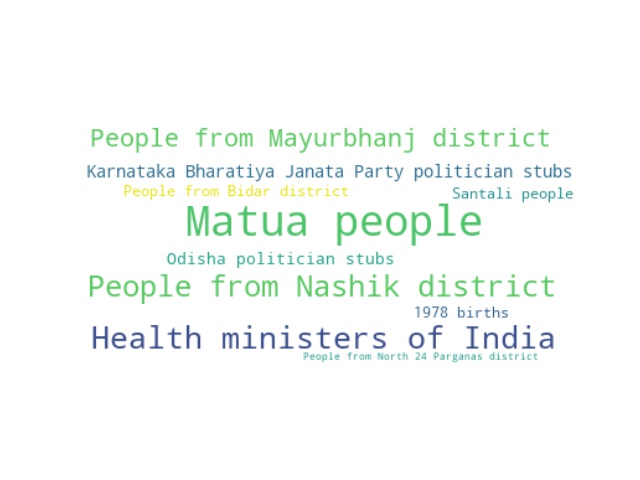 People from Mayurbhanj district
Karnataka Bharatiya Janata Party politician stubs
People from Bidar district
Santali people
Matua people
Odisha politician stubs
People from Nashik district
1978 births
Health ministers of India
People from North 24 Parganas district